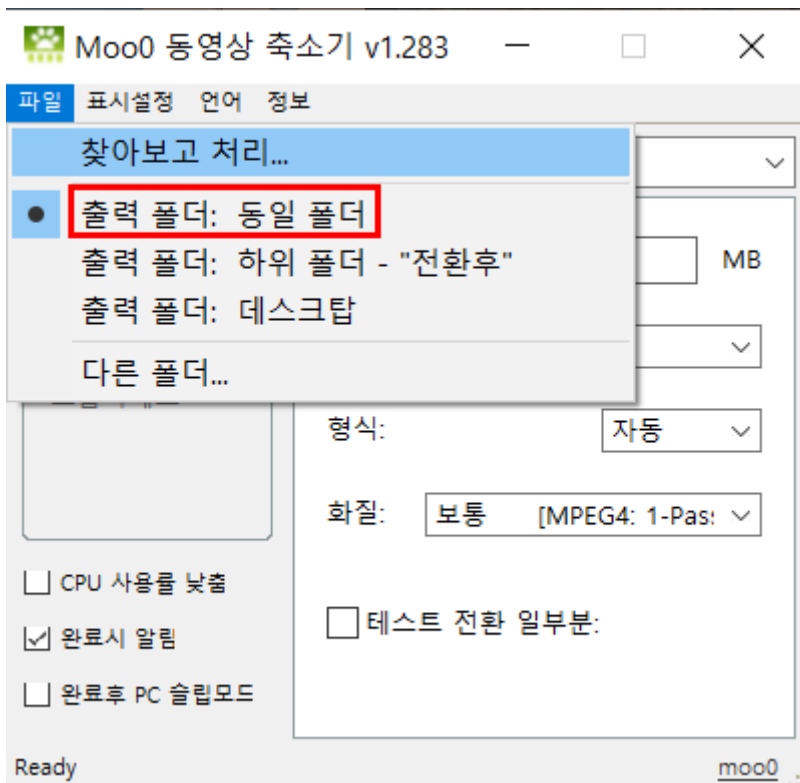 Moo0 동영상 축소기 v1.283
파일 표시설정 언어 정보
찾아보고 처리...
출력 폴더: 동일 폴더
출력 폴더: 하위 폴더 - "전환후"
출력 폴더: 데스크탑
다른 폴더...
MB
형식: 자동
화질: 보통 [MPEG4: 1-Pas
CPU 사용률 낮춤
완료시 알림
완료후 PC 슬립모드
테스트 전환 일부분:
Ready moo0